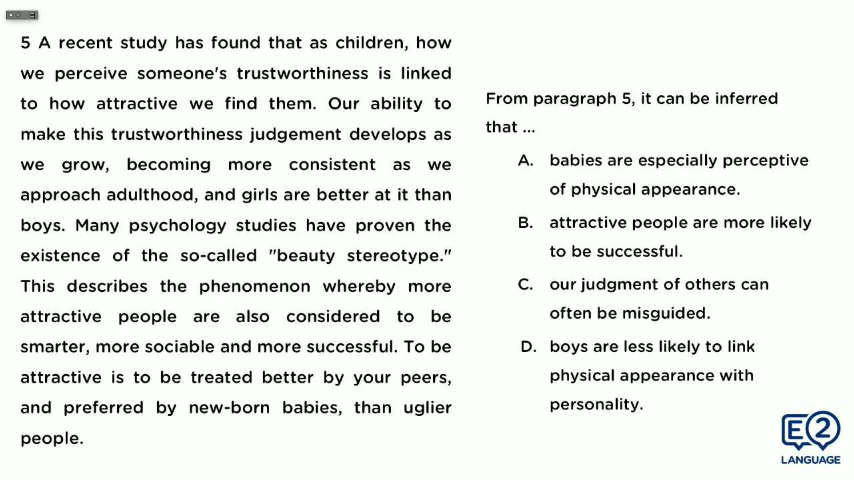 5 A recent study has found that as children, how
we perceive someone's trustworthiness is linked
to how attractive we find them. Our ability to
make this trustworthiness judgement develops as
we grow, becoming more consistent as we
approach adulthood, and girls are better at it than
boys. Many psychology studies have proven the
existence of the so-called "beauty stereotype."
This describes the phenomenon whereby more
attractive people are also considered to be
smarter, more sociable and more successful. To be
attractive is to be treated better by your peers,
and preferred by new-born babies, than uglier
people.
From paragraph 5, it can be inferred
that ...
A. babies are especially perceptive
of physical appearance.
B. attractive people are more likely
to be successful.
C. our judgment of others can
often be misguided.
D. boys are less likely to link
physical appearance with
personality.
E2
LANGUAGE